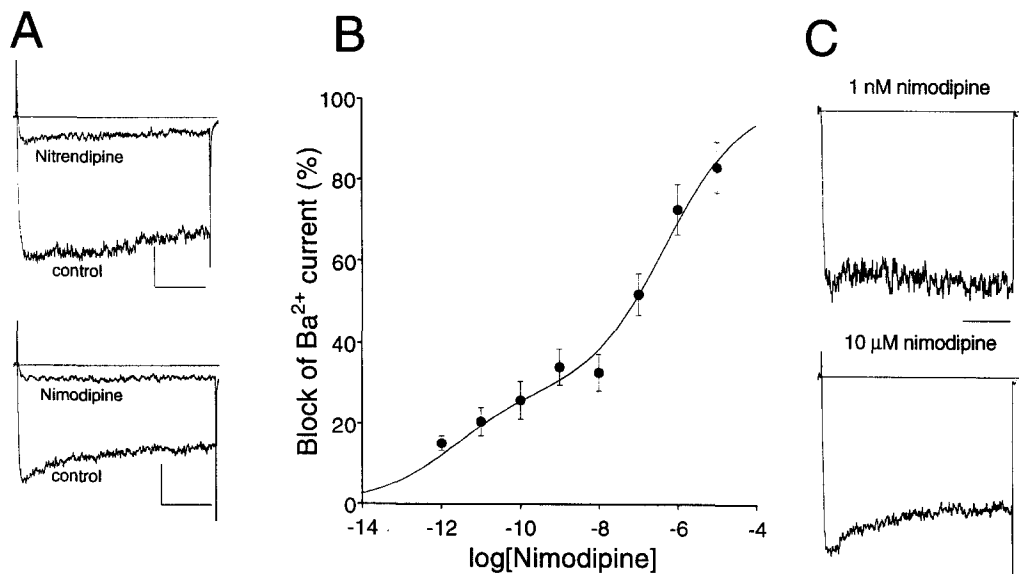 A
Nitrendipine
control
Nimodipine
control
B
Block of Ba²⁺ current (%)
100
80
60
40
20
0
-14
-12
-10
-8
-6
-4
log[Nimodipine]
C
1 nM nimodipine
10 µM nimodipine